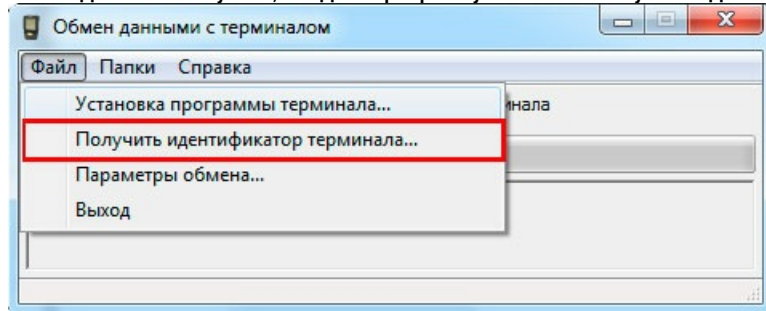 Обмен данными с терминалом
Файл Папки Справка
Установка программы терминала...
Получить идентификатор терминала...
Параметры обмена...
Выход